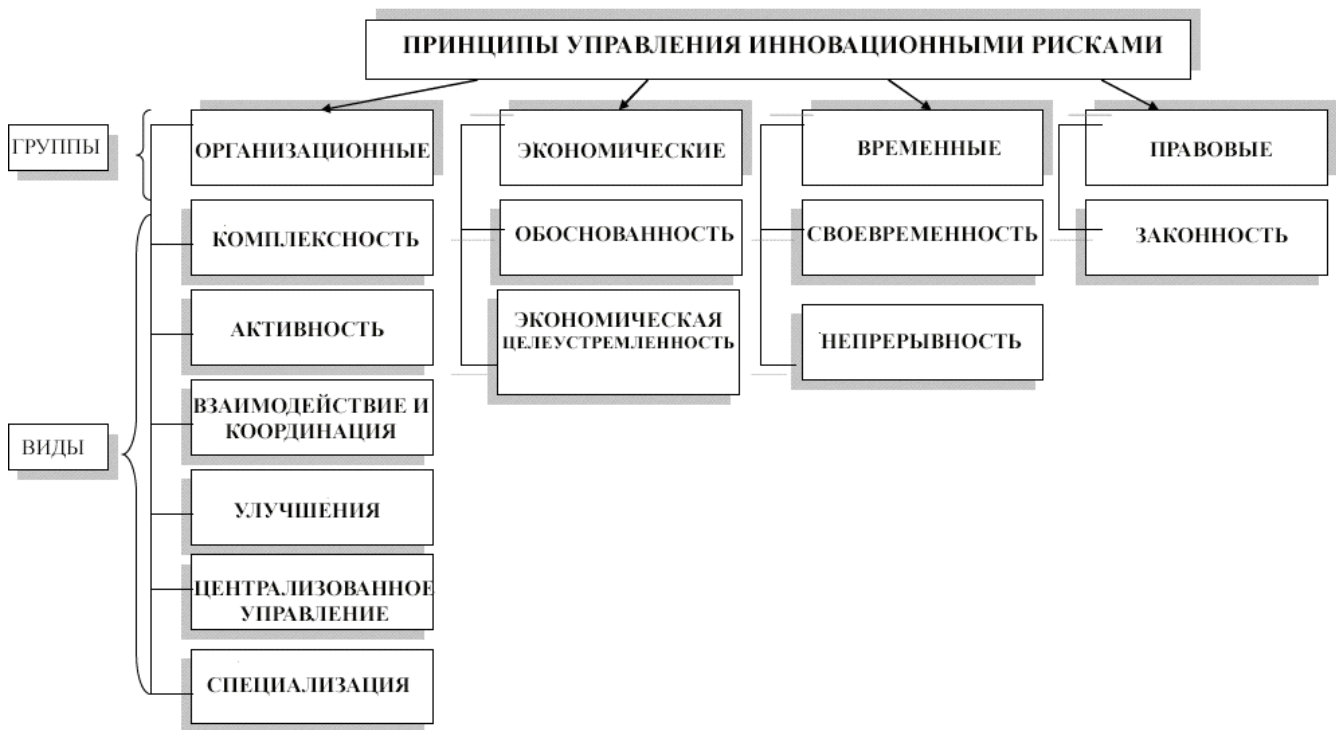 ПРИНЦИПЫ УПРАВЛЕНИЯ ИННОВАЦИОННЫМИ РИСКАМИ
ГРУППЫ
ОРГАНИЗАЦИОННЫЕ
ЭКОНОМИЧЕСКИЕ
ВРЕМЕННЫЕ
ПРАВОВЫЕ
КОМПЛЕКСНОСТЬ
ОБОСНОВАННОСТЬ
СВОЕВРЕМЕННОСТЬ
ЗАКОННОСТЬ
АКТИВНОСТЬ
ЭКОНОМИЧЕСКАЯ
ЦЕЛЕУСТРЕМЛЕННОСТЬ
НЕПРЕРЫВНОСТЬ
ВИДЫ
ВЗАИМОДЕЙСТВИЕ И
КООРДИНАЦИЯ
УЛУЧШЕНИЯ
ЦЕНТРАЛИЗОВАННОЕ
УПРАВЛЕНИЕ
СПЕЦИАЛИЗАЦИЯ